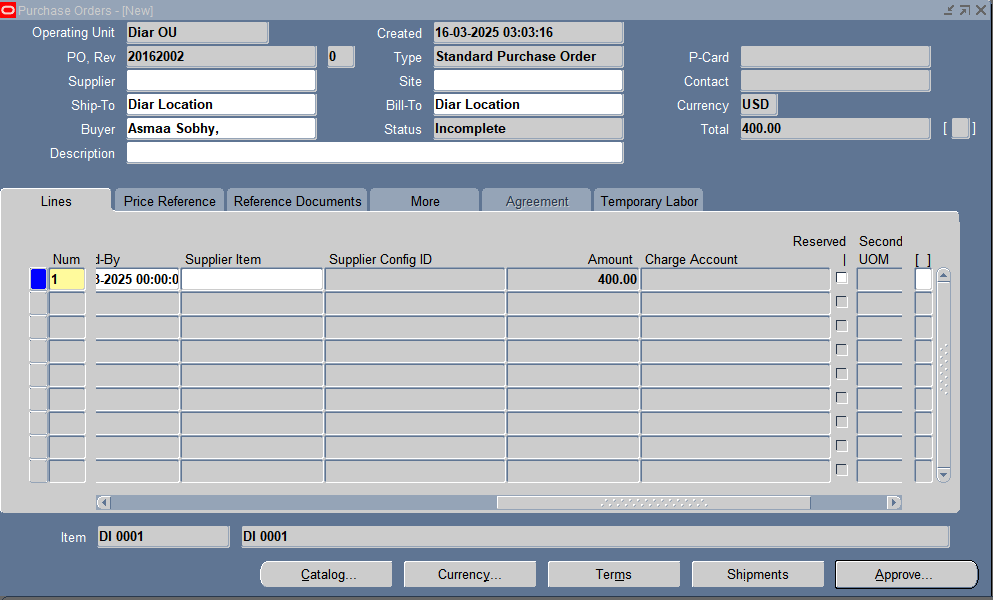 Purchase Orders - [New]
Operating Unit Diar OU Created 16-03-2025 03:03:16
PO, Rev 20162002 0 Type Standard Purchase Order P-Card
Supplier Site Contact
Ship-To Diar Location Bill-To Diar Location Currency USD
Buyer Asmaa Sobhy, Status Incomplete Total 400.00 [ ]
Description
Lines Price Reference Reference Documents More Agreement Temporary Labor
Reserved Second
Num d-By Supplier Item Supplier Config ID Amount Charge Account | UOM [ ]
1 3-2025 00:00:0 400.00
Item DI 0001 DI 0001
Catalog... Currency... Terms Shipments Approve...